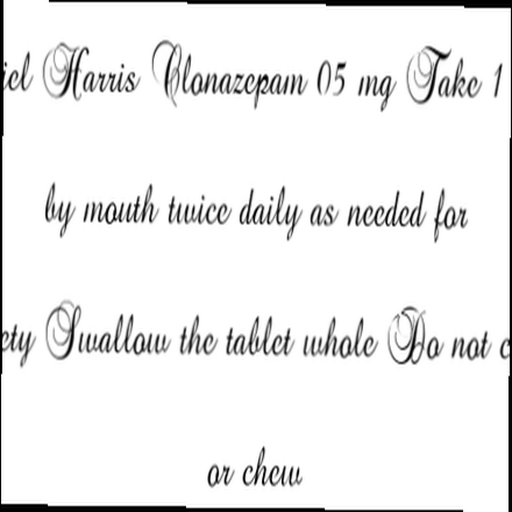 Harris Clonazepam 05 mg Take 1
by mouth twice daily as needed for
Swallow the tablet whole Do not
or chew